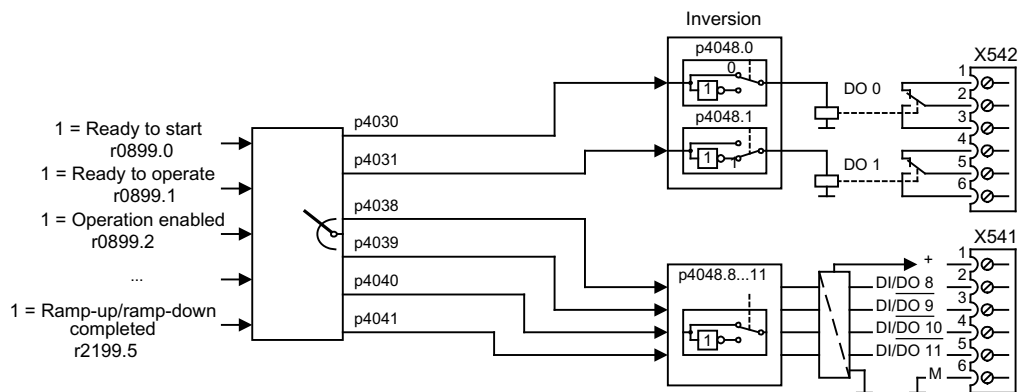 Inversion
p4048.0
0
1
p4048.1
1
1
X542
1
2
3
4
5
6
DO 0
DO 1
1 = Ready to start
r0899.0
1 = Ready to operate
r0899.1
1 = Operation enabled
r0899.2
...
1 = Ramp-up/ramp-down
completed
r2199.5
p4030
p4031
p4038
p4039
p4040
p4041
p4048.8...11
1
X541
+
1
DI/DO 8
2
DI/DO 9
3
DI/DO 10
4
DI/DO 11
5
M
6